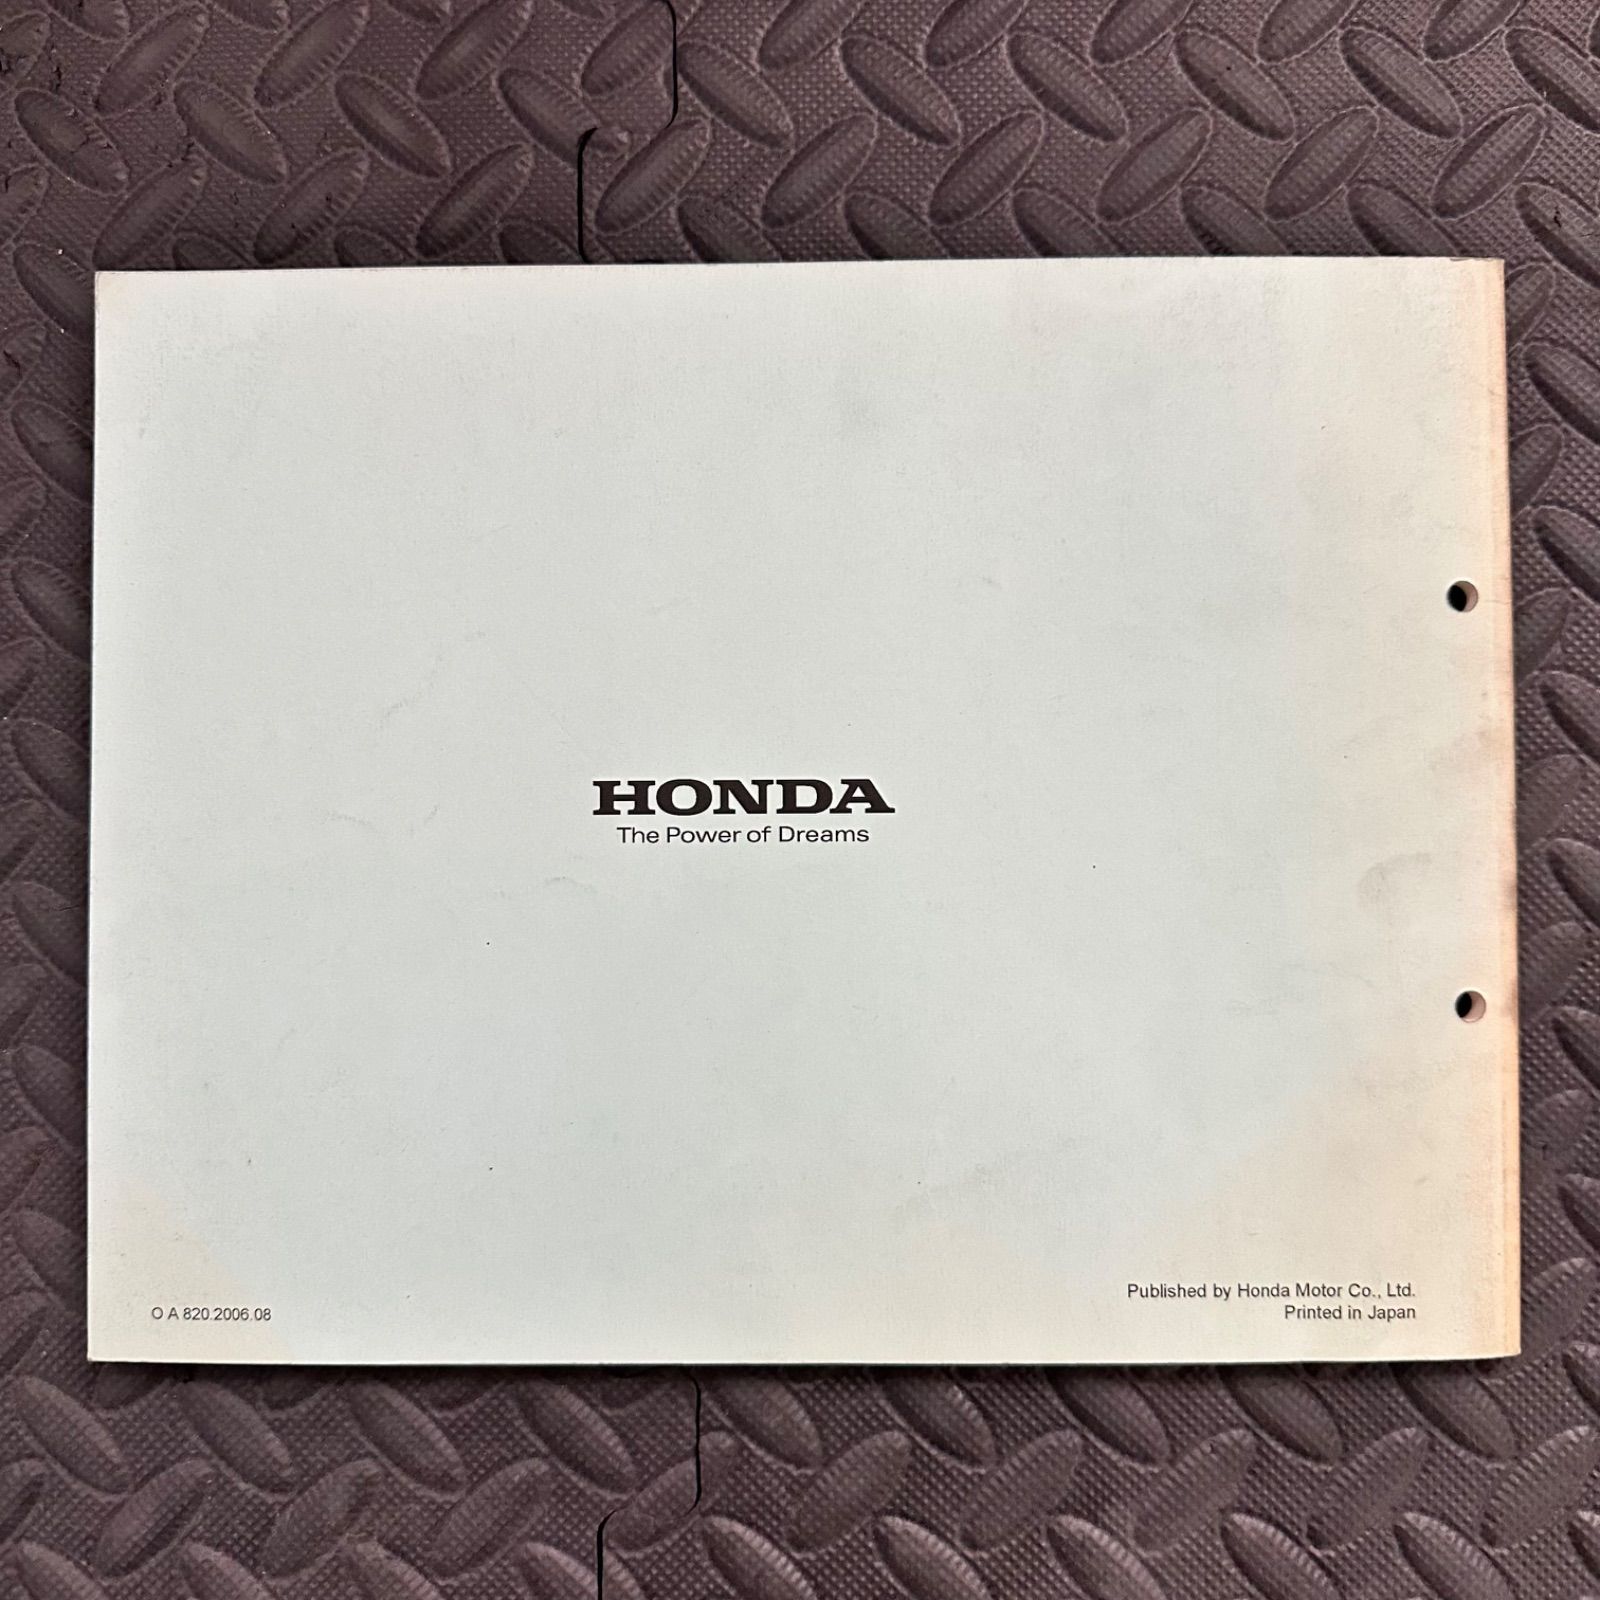 HONDA
The Power of Dreams
Published by Honda Motor Co., Ltd.
Printed in Japan
O A 820.2006.08